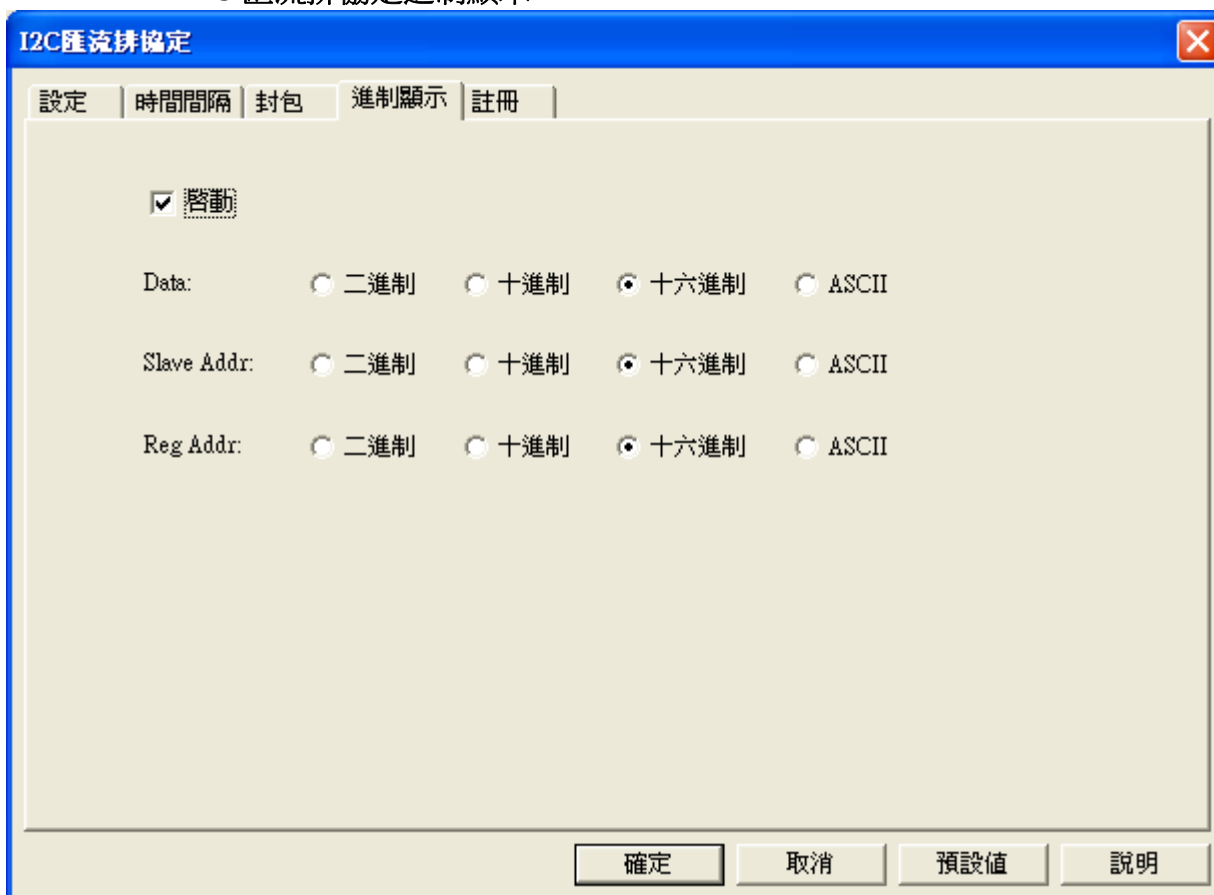 I2C匯流排協定
設定 時間間隔 封包 進制顯示 註冊
啓動
Data: 二進制 十進制 十六進制 ASCII
Slave Addr: 二進制 十進制 十六進制 ASCII
Reg Addr: 二進制 十進制 十六進制 ASCII
確定 取消 預設值 說明